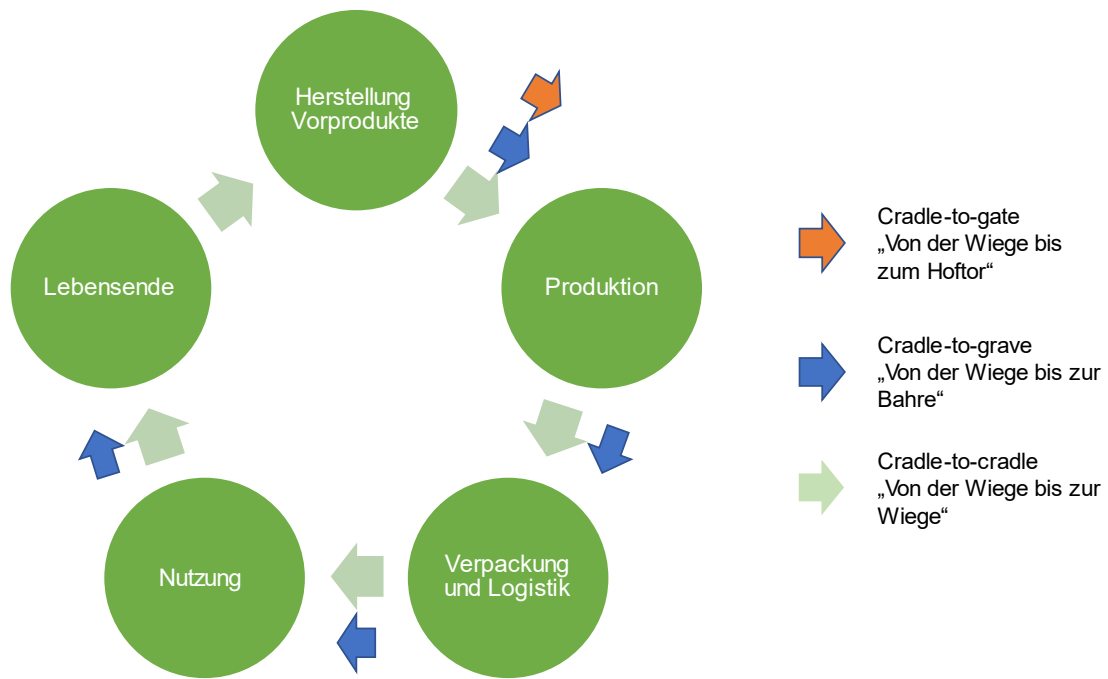 Herstellung
Vorprodukte
Lebensende
Produktion
Nutzung
Verpackung
und Logistik
Cradle-to-gate
„Von der Wiege bis
zum Hoftor“
Cradle-to-grave
„Von der Wiege bis zur
Bahre“
Cradle-to-cradle
„Von der Wiege bis zur
Wiege“